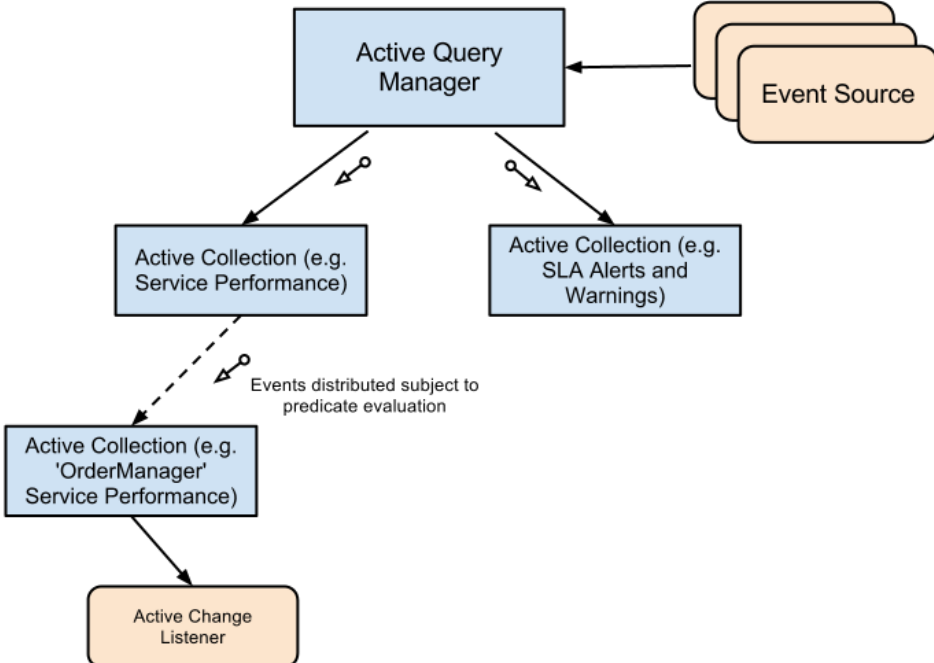 Active Query
Manager
Event Source
Active Collection (e.g.
Service Performance)
Active Collection (e.g.
SLA Alerts and
Warnings)
Events distributed subject to
predicate evaluation
Active Collection (e.g.
'OrderManager'
Service Performance)
Active Change
Listener